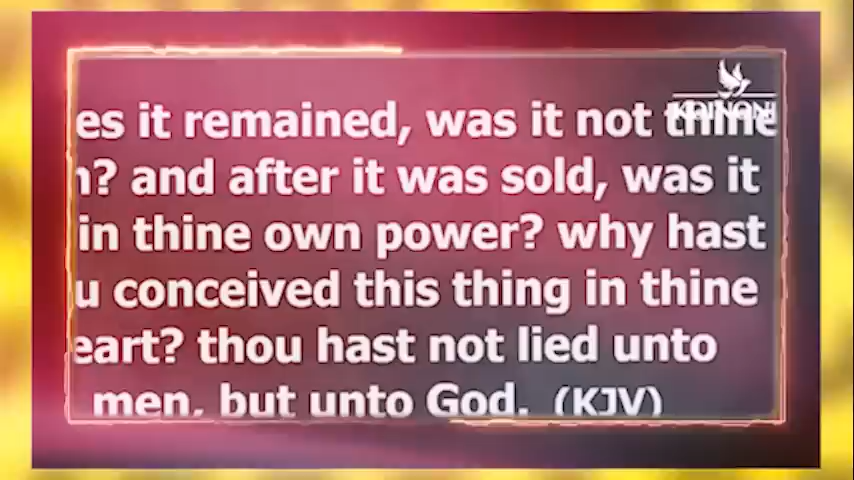 es it remained, was it not thine
n? and after it was sold, was it
in thine own power? why hast
u conceived this thing in thine
eart? thou hast not lied unto
men, but unto God. (KJV)